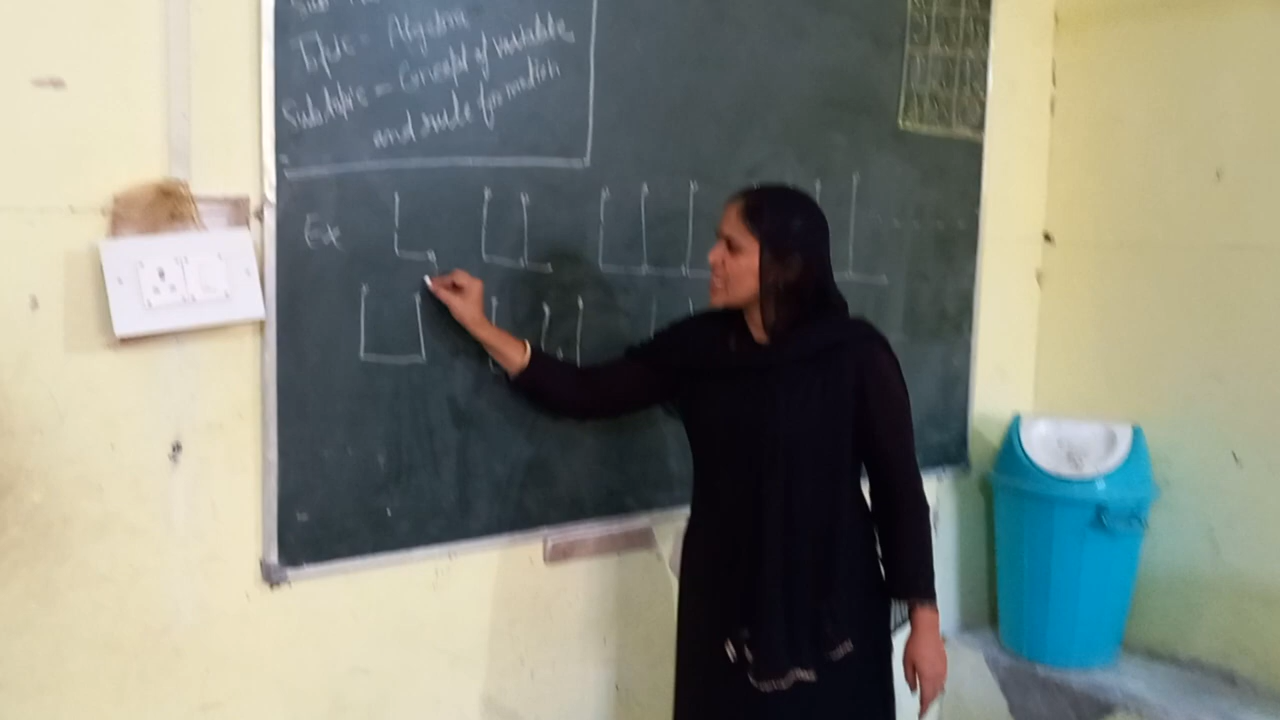 Topic - Algebra
Subtopic - Concept of variable
and rule formation
Ex